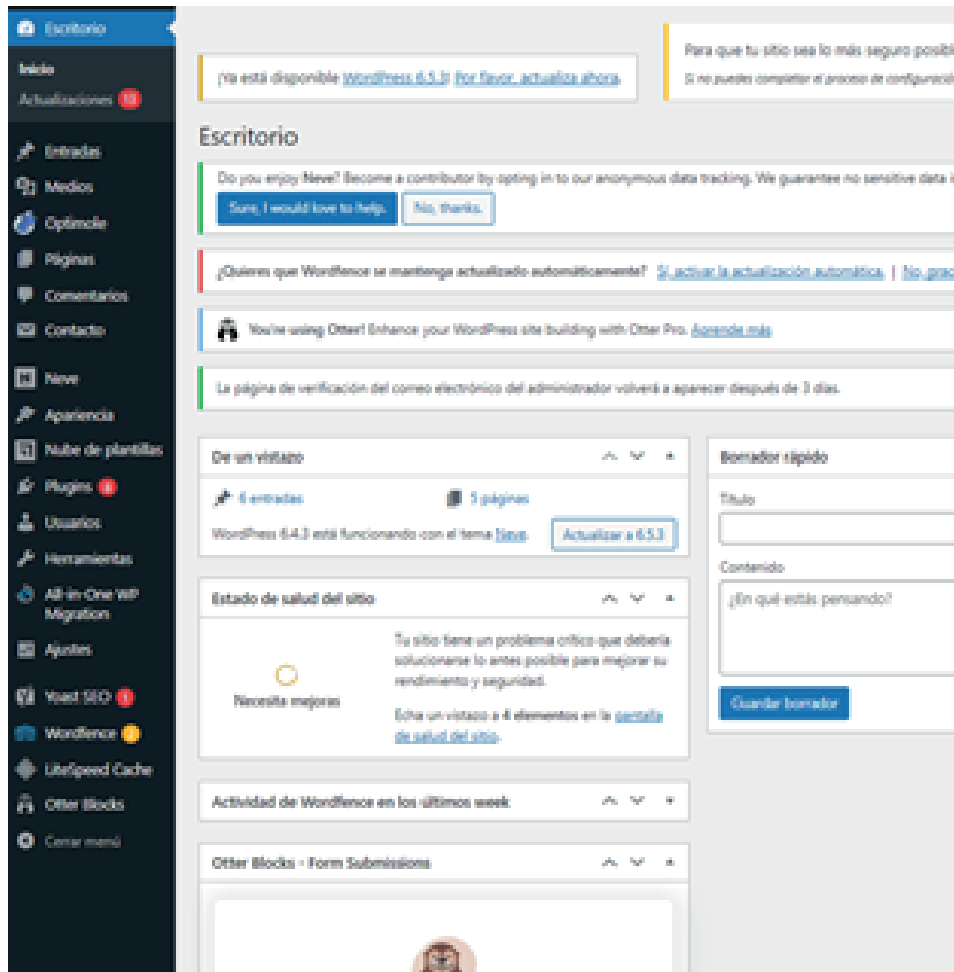 Escritorio
Inicio
Actualizaciones
Entradas
Medios
Optimole
Páginas
Comentarios
Contacto
Neve
Apariencia
Nube de plantillas
Plugins
Usuarios
Herramientas
All-in-One WP
Migration
Ajustes
Yoast SEO
Wordfence
LiteSpeed Cache
Otter Blocks
Cerrar menú
¡Ya está disponible WordPress 6.5.3! Por favor, actualiza ahora.
Para que tu sitio sea lo más seguro posibl
Si no puedes completar el proceso de configuració
Escritorio
Do you enjoy Neve? Become a contributor by opting in to our anonymous data tracking. We guarantee no sensitive data i
Sure, I would love to help. No, thanks.
¿Quieres que Wordfence se mantenga actualizado automáticamente? Sí, activar la actualización automática. | No, grac
You're using Otter! Enhance your WordPress site building with Otter Pro. Aprende más
La página de verificación del correo electrónico del administrador volverá a aparecer después de 3 días.
De un vistazo
6 entradas 5 páginas
WordPress 6.4.3 está funcionando con el tema Neve. Actualizar a 6.5.3
Estado de salud del sitio
Necesita mejoras
Tu sitio tiene un problema crítico que debería
solucionarse lo antes posible para mejorar su
rendimiento y seguridad.
Echa un vistazo a 4 elementos en la pantalla
de salud del sitio.
Actividad de Wordfence en los últimos week
Otter Blocks - Form Submissions
Borrador rápido
Título
Contenido
¿En qué estás pensando?
Guardar borrador